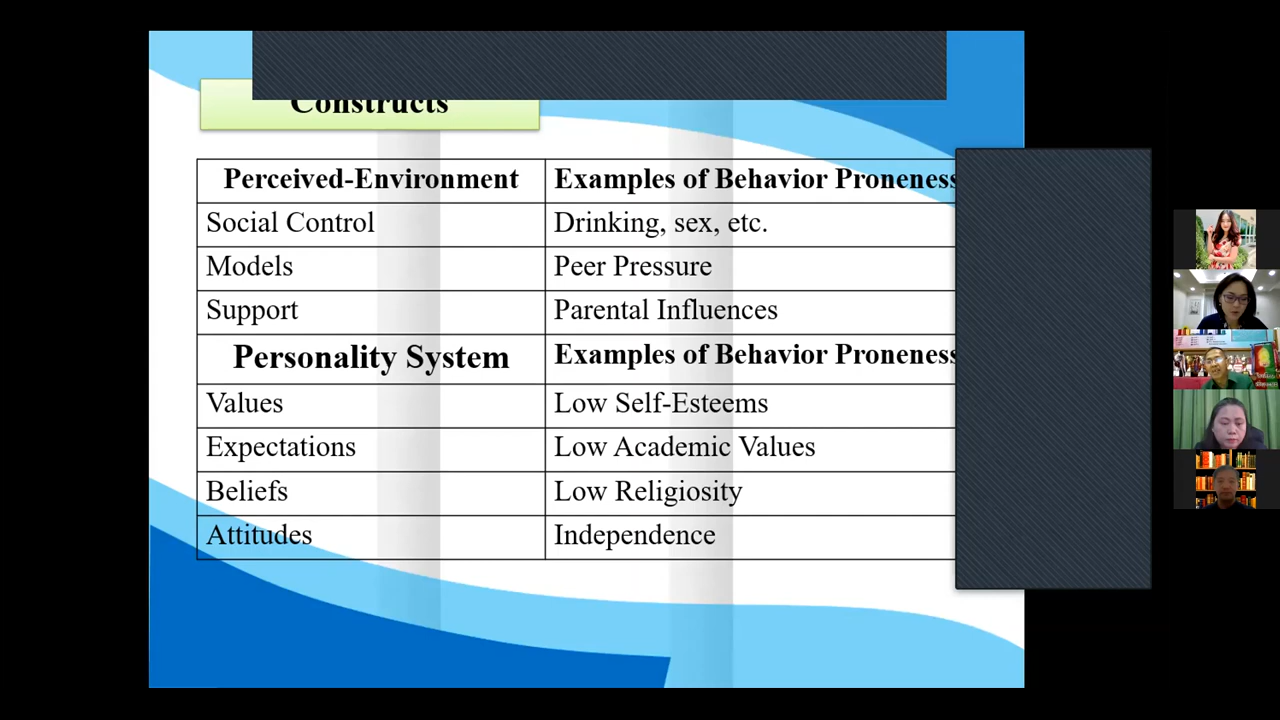 Constructs
Perceived-Environment Examples of Behavior Proneness
Social Control Drinking, sex, etc.
Models Peer Pressure
Support Parental Influences
Personality System Examples of Behavior Proneness
Values Low Self-Esteems
Expectations Low Academic Values
Beliefs Low Religiosity
Attitudes Independence